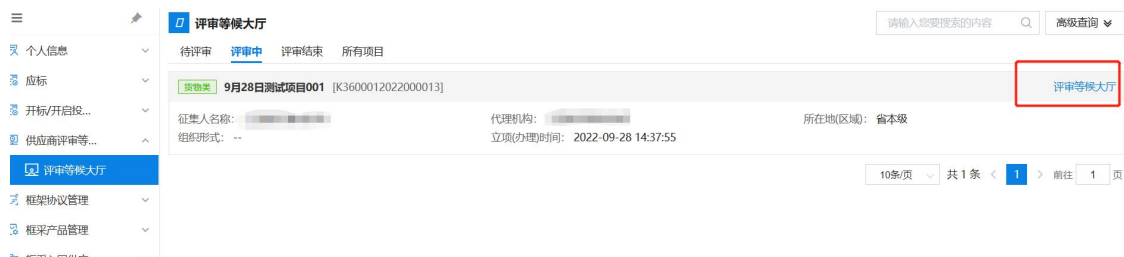 评审等候大厅
请输入您要搜索的内容
高级查询
个人信息
待评审 评审中 评审结束 所有项目
应标
货物类 9月28日测试项目001 [K3600012022000013]
评审等候大厅
开标/开启投...
征集人名称:
代理机构:
所在地(区域): 省本级
供应商评审等...
组织形式: --
立项(办理)时间: 2022-09-28 14:37:55
评审等候大厅
10条/页 共1条 < 1 > 前往 1 页
框架协议管理
框采产品管理